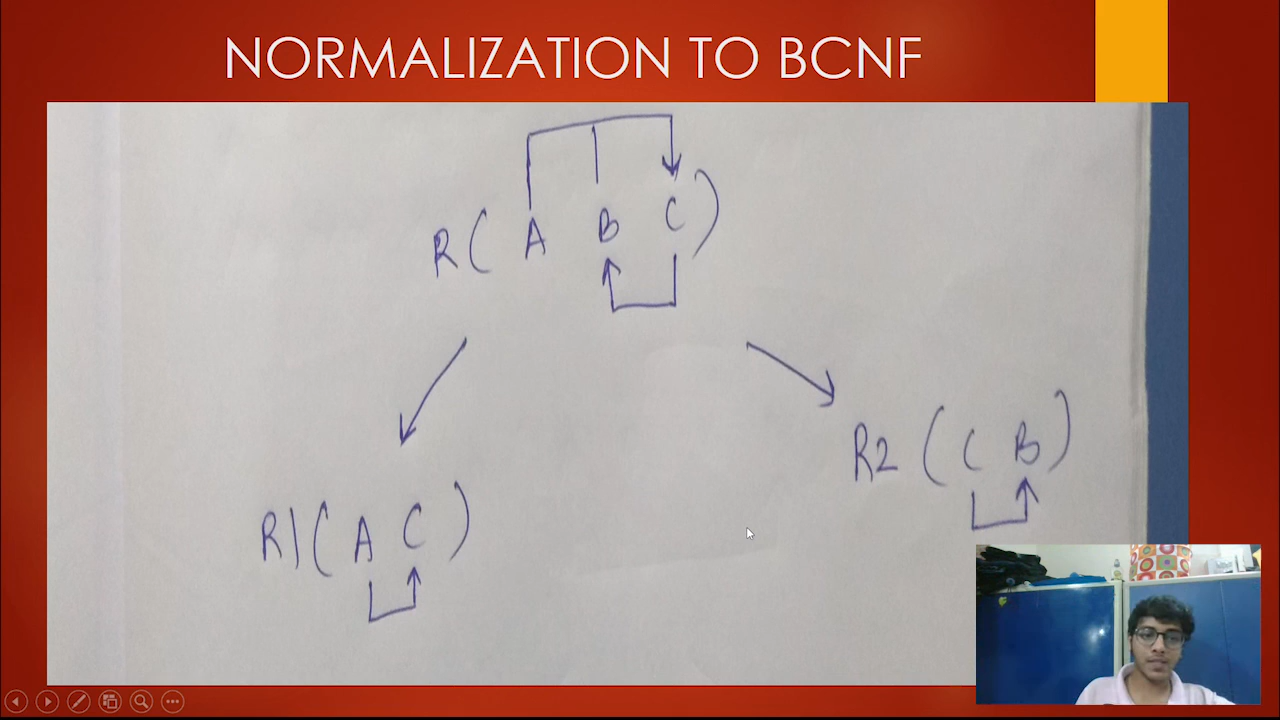 NORMALIZATION TO BCNF
R( A B C )
R2 ( C B )
R1 ( A C )